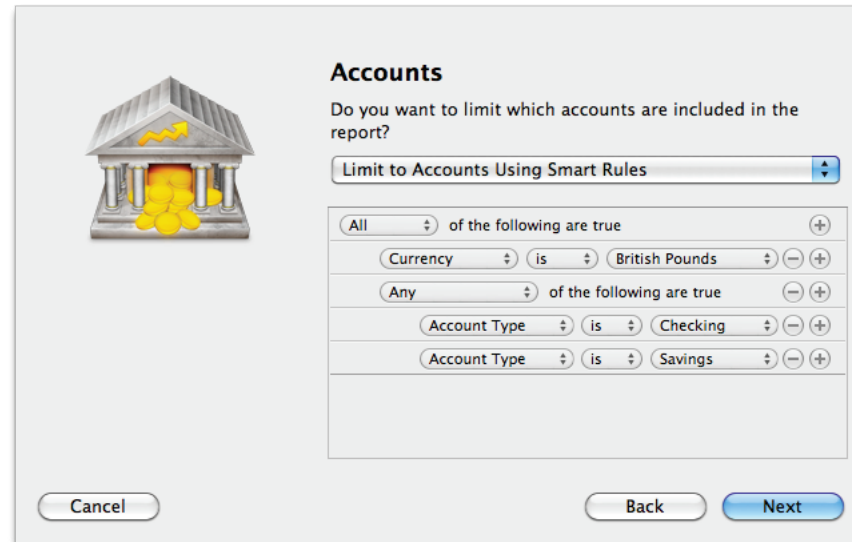 Accounts
Do you want to limit which accounts are included in the
report?
Limit to Accounts Using Smart Rules
All of the following are true
Currency is British Pounds
Any of the following are true
Account Type is Checking
Account Type is Savings
Cancel Back Next